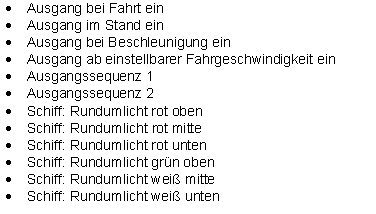 • Ausgang bei Fahrt ein
• Ausgang im Stand ein
• Ausgang bei Beschleunigung ein
• Ausgang ab einstellbarer Fahrgeschwindigkeit ein
• Ausgangssequenz 1
• Ausgangssequenz 2
• Schiff: Rundumlicht rot oben
• Schiff: Rundumlicht rot mitte
• Schiff: Rundumlicht rot unten
• Schiff: Rundumlicht grün oben
• Schiff: Rundumlicht weiß mitte
• Schiff: Rundumlicht weiß unten